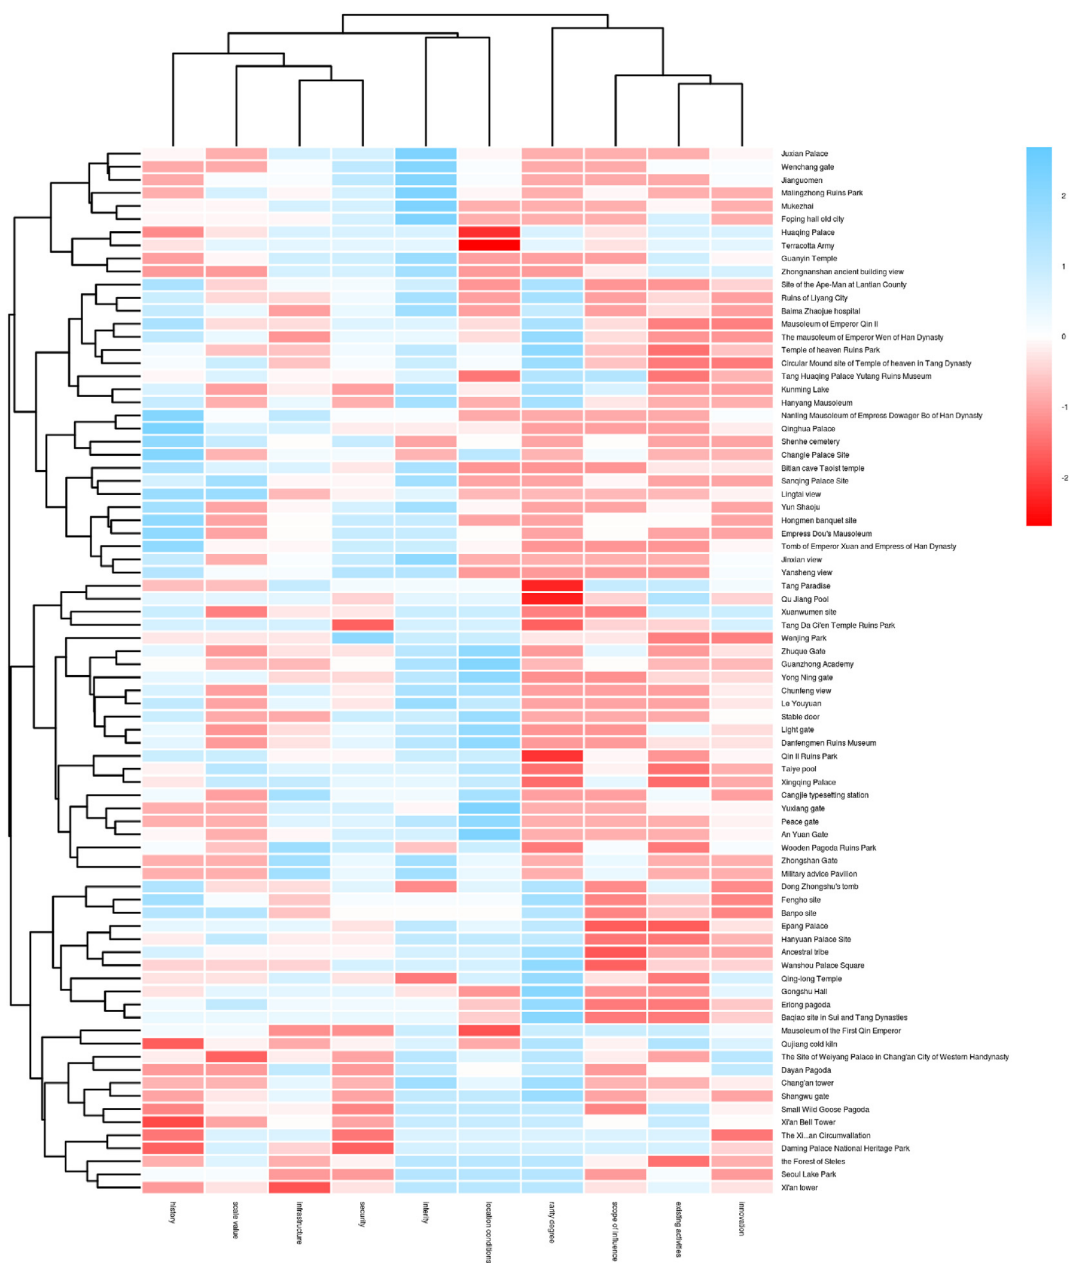 Juxian Palace
Wenchang gate
Jianguomen
Malingzhong Ruins Park
Mukezhai
Foping hall old city
Huaqing Palace
Terracotta Army
Guanyin Temple
Zhongnanshan ancient building view
Site of the Ape-Man at Lantian County
Ruins of Liyang City
Baima Zhaojue hospital
Mausoleum of Emperor Qin II
The mausoleum of Emperor Wen of Han Dynasty
Temple of heaven Ruins Park
Circular Mound site of Temple of heaven in Tang Dynasty
Tang Huaqing Palace Yutang Ruins Museum
Kunming Lake
Hanyang Mausoleum
Nanling Mausoleum of Empress Dowager Bo of Han Dynasty
Qinghua Palace
Shenhe cemetery
Changle Palace Site
Bitian cave Taoist temple
Sanqing Palace Site
Lingtai view
Yun Shaoju
Hongmen banquet site
Empress Dou's Mausoleum
Tomb of Emperor Xuan and Empress of Han Dynasty
Jinxian view
Yansheng view
Tang Paradise
Qu Jiang Pool
Xuanwumen site
Tang Da Ci'en Temple Ruins Park
Wenjing Park
Zhuque Gate
Guanzhong Academy
Yong Ning gate
Chunfeng view
Le Youyuan
Stable door
Light gate
Danfengmen Ruins Museum
Qin II Ruins Park
Taiye pool
Xingqing Palace
Cangjie typesetting station
Yuxiang gate
Peace gate
An Yuan Gate
Wooden Pagoda Ruins Park
Zhongshan Gate
Military advice Pavilion
Dong Zhongshu's tomb
Fengho site
Banpo site
Epang Palace
Hanyuan Palace Site
Ancestral tribe
Wanshou Palace Square
Qing-long Temple
Gongshu Hall
Erlong pagoda
Baqiao site in Sui and Tang Dynasties
Mausoleum of the First Qin Emperor
Qujiang cold kiln
The Site of Weiyang Palace in Chang'an City of Western Handynasty
Dayan Pagoda
Chang'an tower
Shangwu gate
Small Wild Goose Pagoda
Xi'an Bell Tower
The Xi...an Circumvallation
Daming Palace National Heritage Park
the Forest of Steles
Seoul Lake Park
Xi'an tower
2
1
0
-1
-2
history
scale value
infrastructure
security
interity
location conditions
rarity degree
scope of influence
existing activities
innovation